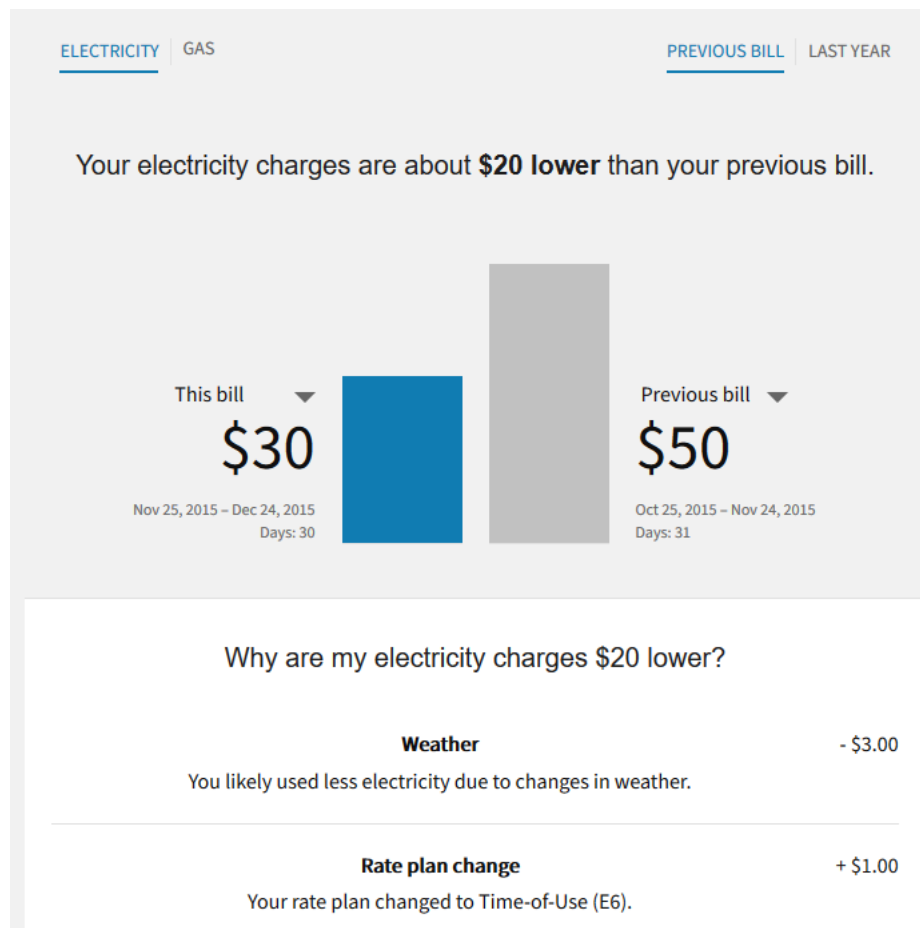 ELECTRICITY GAS PREVIOUS BILL LAST YEAR
Your electricity charges are about $20 lower than your previous bill.
This bill
$30
Nov 25, 2015 – Dec 24, 2015
Days: 30
Previous bill
$50
Oct 25, 2015 – Nov 24, 2015
Days: 31
Why are my electricity charges $20 lower?
Weather - $3.00
You likely used less electricity due to changes in weather.
Rate plan change + $1.00
Your rate plan changed to Time-of-Use (E6).